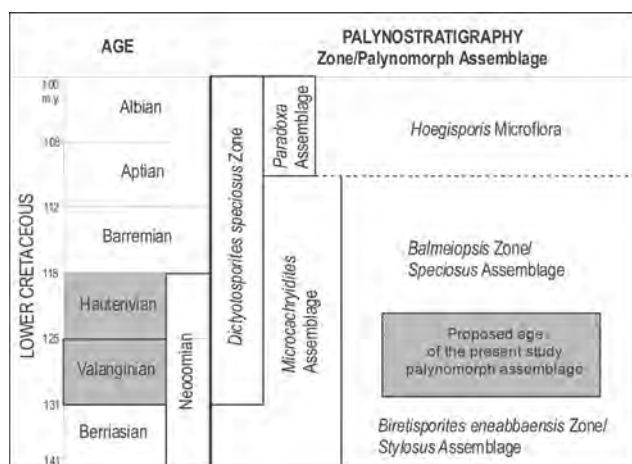 AGE
PALYNOSTRATIGRAPHY
Zone/Palynomorph Assemblage
LOWER CRETACEOUS
100
m.y.
Albian
108
Aptian
112
Barremian
118
Hauterivian
125
Valanginian
131
Berriasian
141
Neocomian
Dictyotosporites speciosus Zone
Paradoxa
Assemblage
Microcachryidites
Assemblage
Hoegisporis Microflora
Balmeiopsis Zone/
Speciosus Assemblage
Proposed age
of the present study
palynomorph assemblage
Biretisporites eneabbaensis Zone/
Stylosus Assemblage